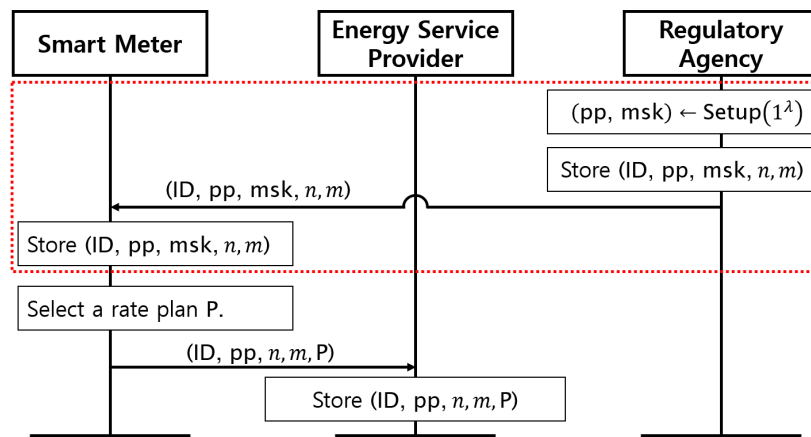 Smart Meter
Energy Service
Provider
Regulatory
Agency
(pp, msk) ← Setup(1^λ)
Store (ID, pp, msk, n, m)
(ID, pp, msk, n, m)
Store (ID, pp, msk, n, m)
Select a rate plan P.
(ID, pp, n, m, P)
Store (ID, pp, n, m, P)